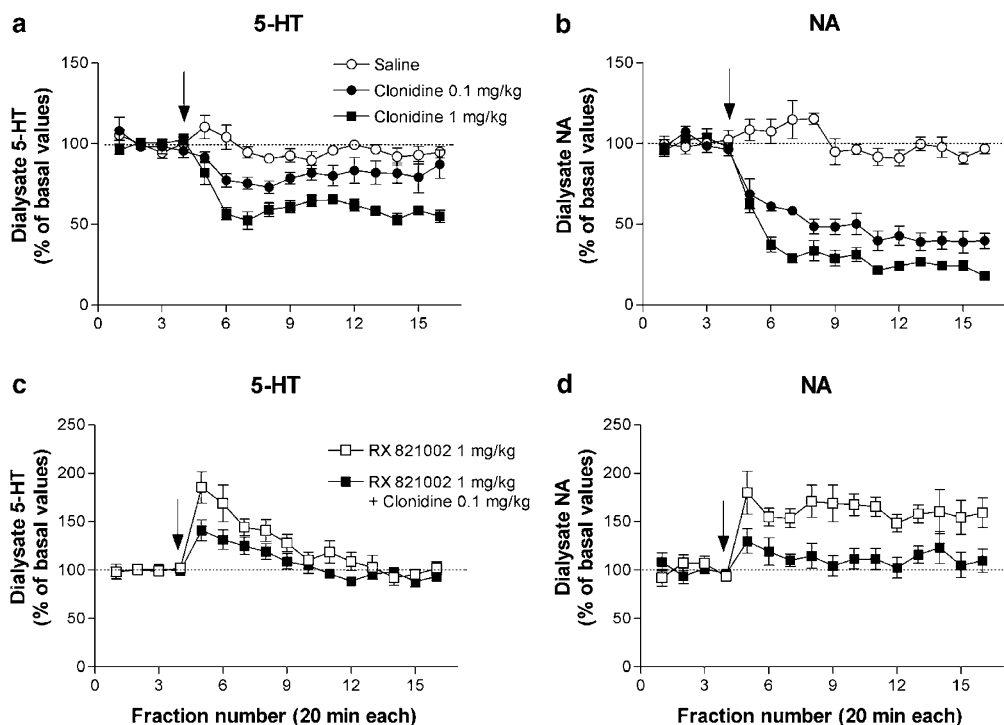 a
5-HT
Dialysate 5-HT
(% of basal values)
150
100
50
0
0
3
6
9
12
15
Saline
Clonidine 0.1 mg/kg
Clonidine 1 mg/kg
b
NA
Dialysate NA
(% of basal values)
150
100
50
0
0
3
6
9
12
15
c
5-HT
Dialysate 5-HT
(% of basal values)
250
200
150
100
50
0
0
3
6
9
12
15
RX 821002 1 mg/kg
RX 821002 1 mg/kg
+ Clonidine 0.1 mg/kg
Fraction number (20 min each)
d
NA
Dialysate NA
(% of basal values)
250
200
150
100
50
0
0
3
6
9
12
15
Fraction number (20 min each)